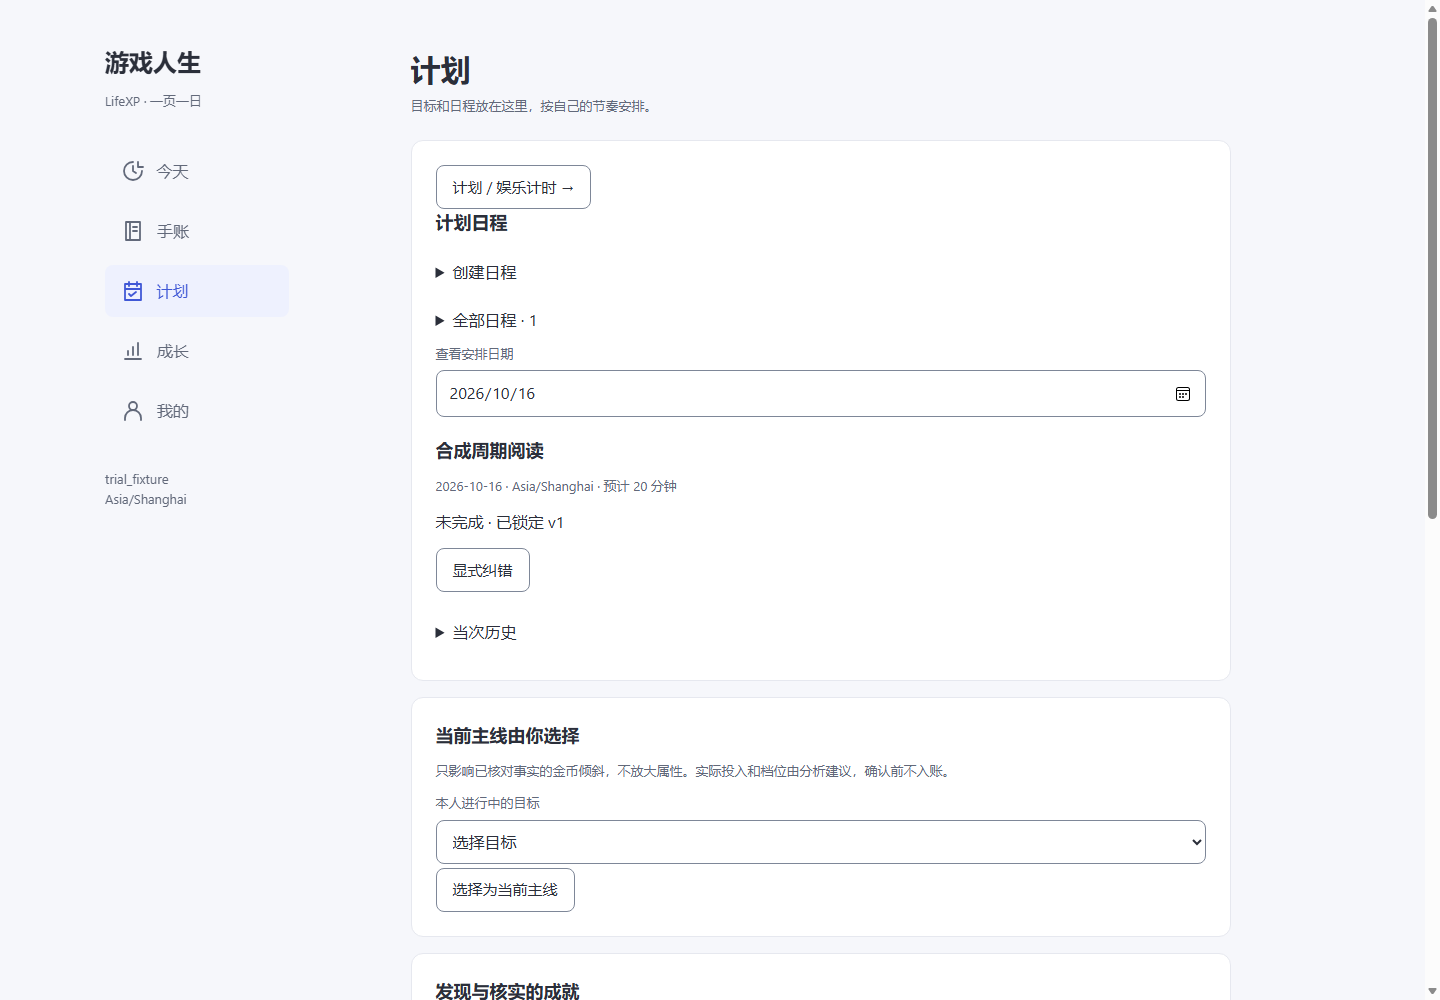 游戏人生
LifeXP · 一页一日
今天
手账
计划
成长
我的
trial_fixture
Asia/Shanghai
计划
目标和日程放在这里，按自己的节奏安排。
计划 / 娱乐计时 →
计划日程
创建日程
全部日程 · 1
查看安排日期
2026/10/16
合成周期阅读
2026-10-16 · Asia/Shanghai · 预计 20 分钟
未完成 · 已锁定 v1
显式纠错
当次历史
当前主线由你选择
只影响已核对事实的金币倾斜，不放大属性。实际投入和档位由分析建议，确认前不入账。
本人进行中的目标
选择目标
选择为当前主线
发现与核实的成就